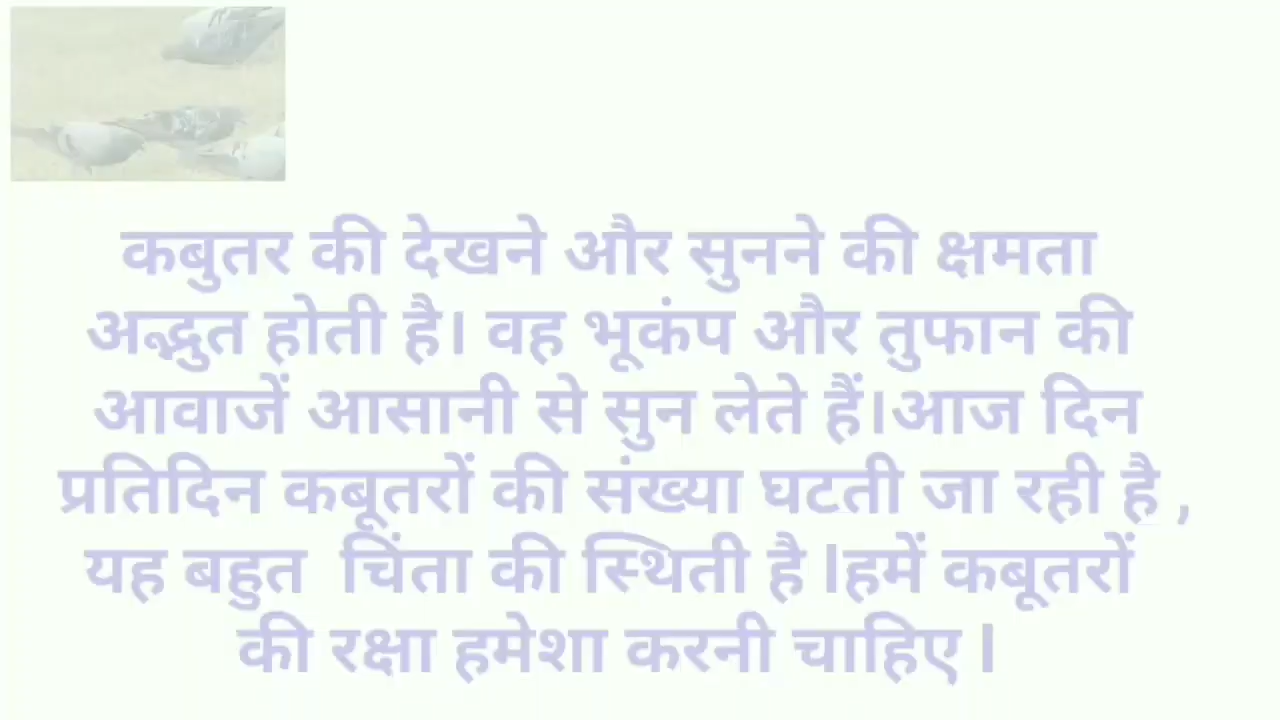 कबुतर की देखने और सुनने की क्षमता
अद्भुत होती है। वह भूकंप और तुफान की
आवाजें आसानी से सुन लेते हैं।आज दिन
प्रतिदिन कबूतरों की संख्या घटती जा रही है ,
यह बहुत चिंता की स्थिती है lहमें कबूतरों
की रक्षा हमेशा करनी चाहिए l